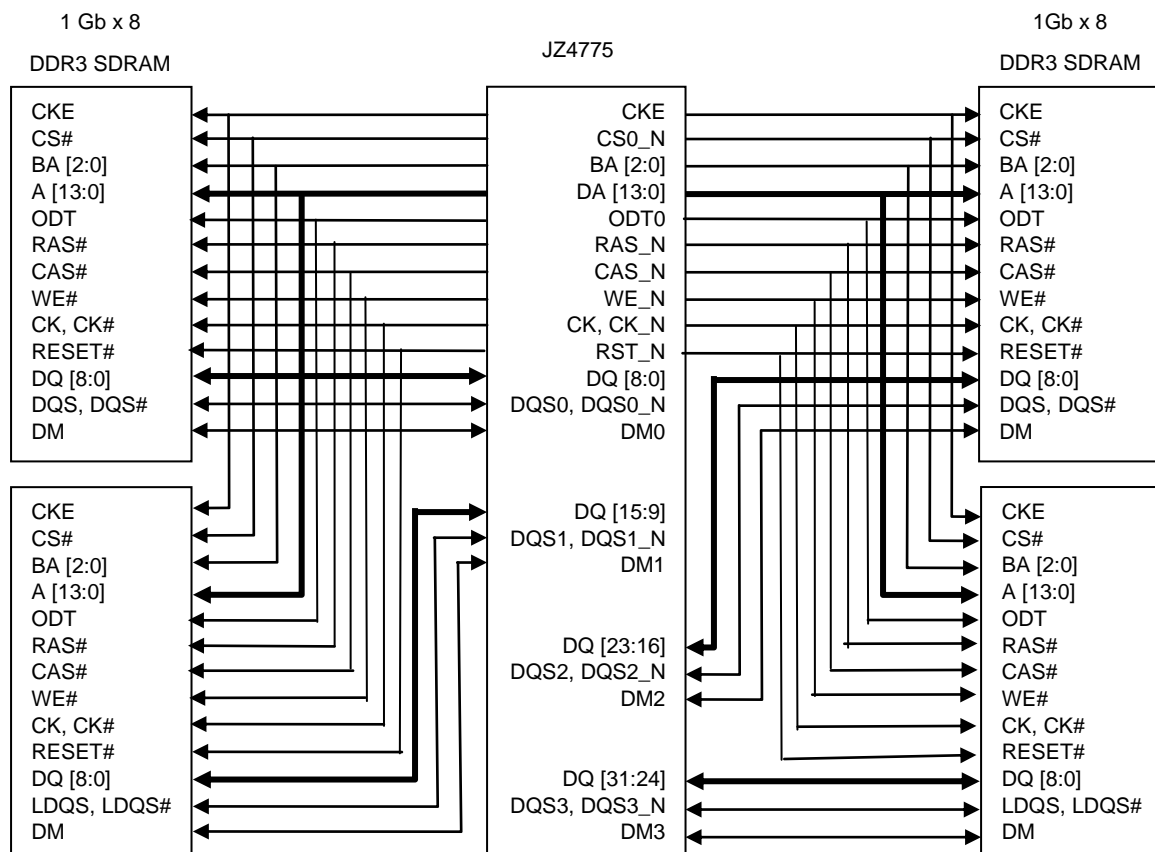 1 Gb x 8
DDR3 SDRAM
CKE
CS#
BA [2:0]
A [13:0]
ODT
RAS#
CAS#
WE#
CK, CK#
RESET#
DQ [8:0]
DQS, DQS#
DM
CKE
CS#
BA [2:0]
A [13:0]
ODT
RAS#
CAS#
WE#
CK, CK#
RESET#
DQ [8:0]
LDQS, LDQS#
DM
JZ4775
CKE
CS0_N
BA [2:0]
DA [13:0]
ODT0
RAS_N
CAS_N
WE_N
CK, CK_N
RST_N
DQ [8:0]
DQS0, DQS0_N
DM0
DQ [15:9]
DQS1, DQS1_N
DM1
DQ [23:16]
DQS2, DQS2_N
DM2
DQ [31:24]
DQS3, DQS3_N
DM3
1Gb x 8
DDR3 SDRAM
CKE
CS#
BA [2:0]
A [13:0]
ODT
RAS#
CAS#
WE#
CK, CK#
RESET#
DQ [8:0]
DQS, DQS#
DM
CKE
CS#
BA [2:0]
A [13:0]
ODT
RAS#
CAS#
WE#
CK, CK#
RESET#
DQ [8:0]
LDQS, LDQS#
DM